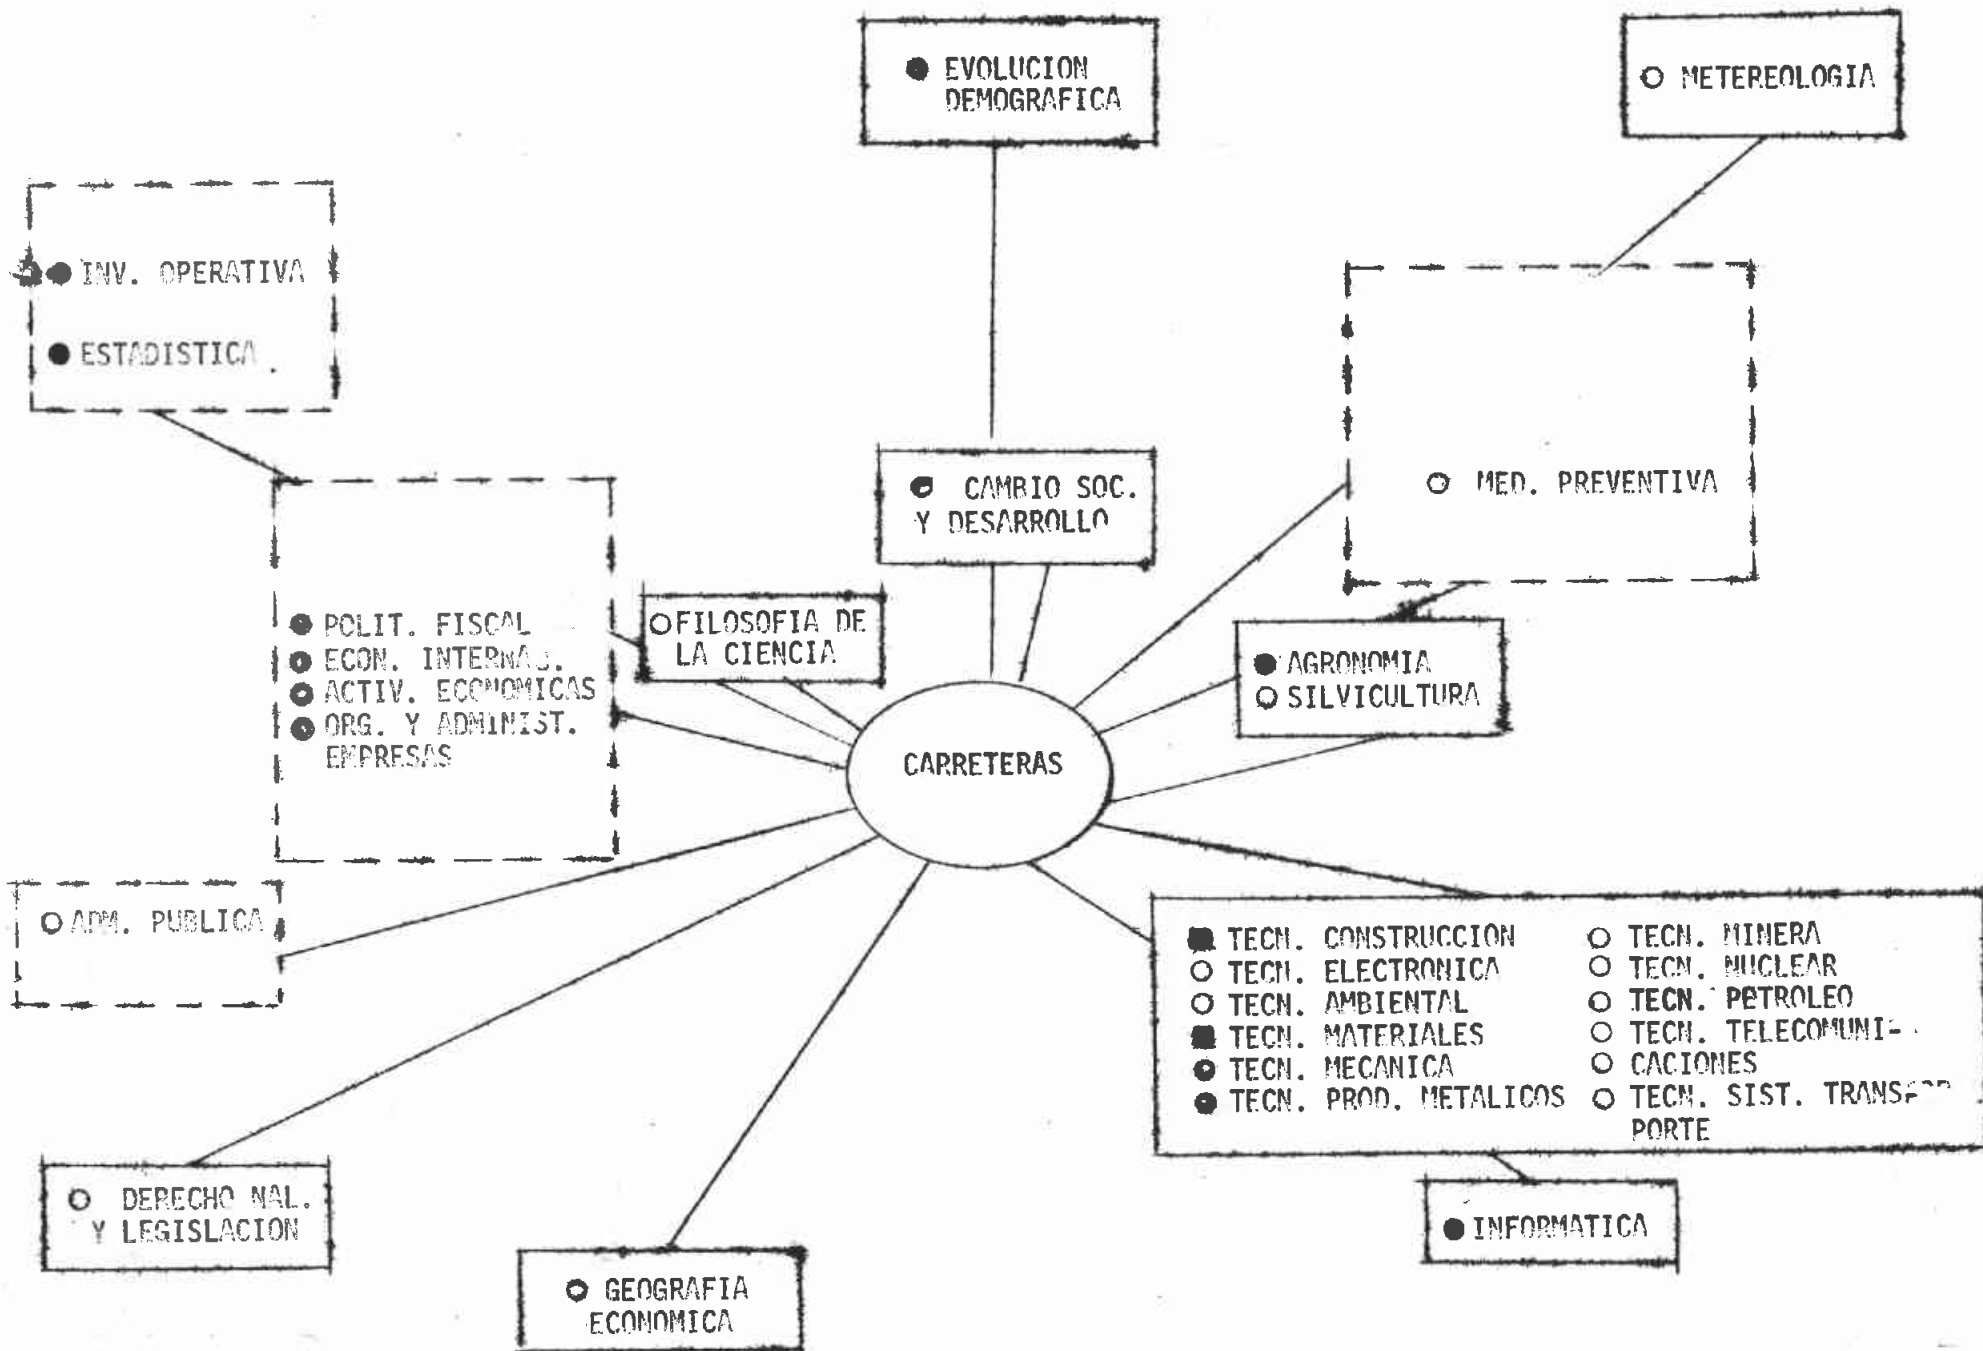 EVOLUCION
DEMOGRAFICA
METEREOLOGIA
INV. OPERATIVA
ESTADISTICA
CAMBIO SOC.
Y DESARROLLO
MED. PREVENTIVA
POLIT. FISCAL
ECON. INTERNAC.
ACTIV. ECONOMICAS
ORG. Y ADMINIST.
EMPRESAS
FILOSOFIA DE
LA CIENCIA
AGRONOMIA
SILVICULTURA
CARRETERAS
ADM. PUBLICA
TECN. CONSTRUCCION
TECN. ELECTRONICA
TECN. AMBIENTAL
TECN. MATERIALES
TECN. MECANICA
TECN. PROD. METALICOS
TECN. MINERA
TECN. NUCLEAR
TECN. PETROLEO
TECN. TELECOMUNI-
CACIONES
TECN. SIST.
PORTE
DERECHO NAL.
Y LEGISLACION
GEOGRAFIA
ECONOMICA
INFORMATICA